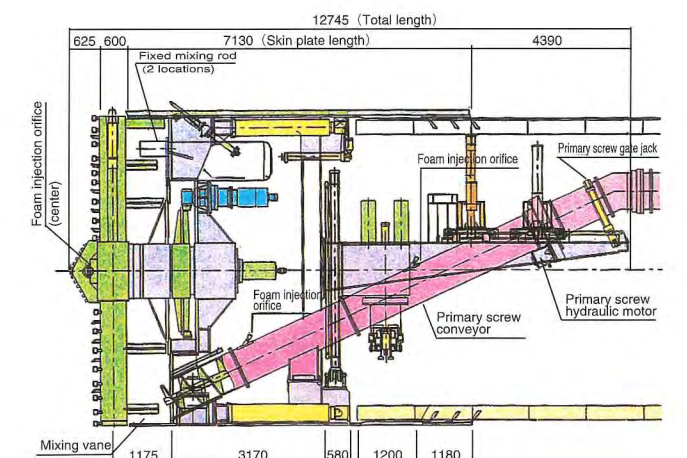 12745 (Total length)
625 600 7130 (Skin plate length) 4390
Fixed mixing rod
(2 locations)
Foam injection orifice
(center)
Foam injection orifice
Primary screw gate jack
Foam injection
orifice
Primary screw
conveyor
Primary screw
hydraulic motor
Mixing vane
1175 3170 580 1200 1180